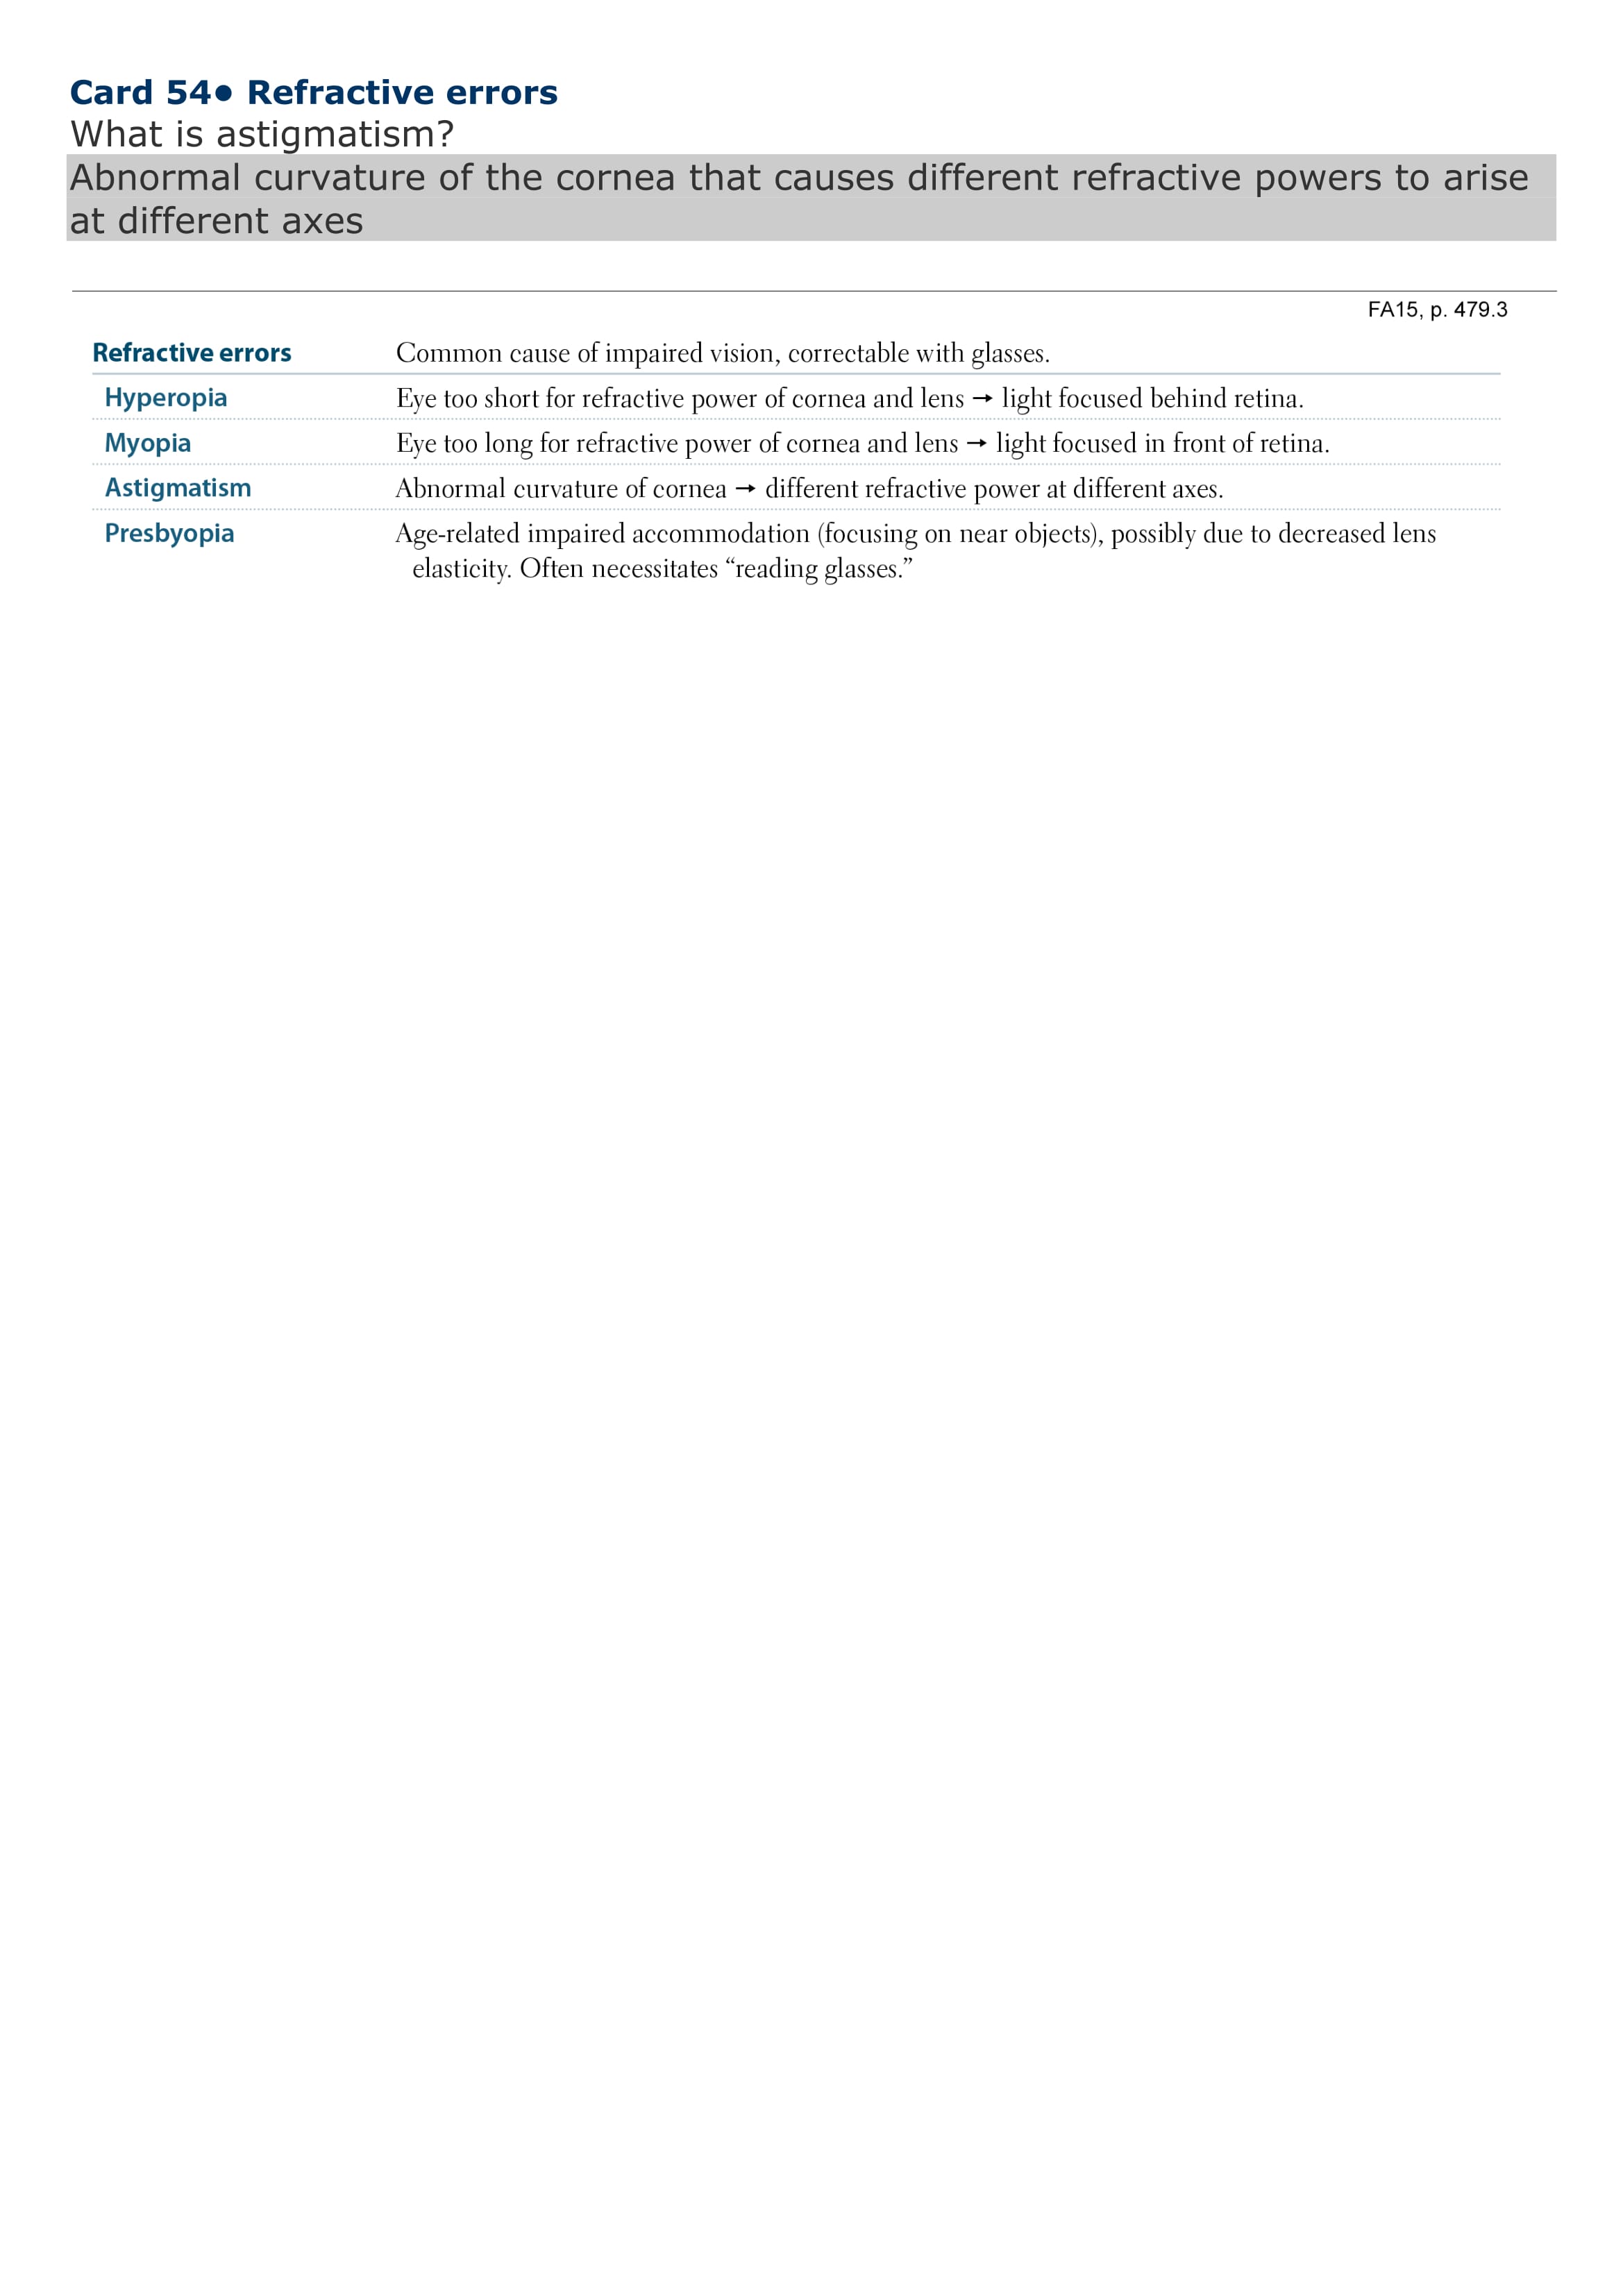 Card 54● Refractive errors
What is astigmatism?
Abnormal curvature of the cornea that causes different refractive powers to arise
at different axes
FA15, p. 479.3
Refractive errors Common cause of impaired vision, correctable with glasses.
Hyperopia Eye too short for refractive power of cornea and lens → light focused behind retina.
Myopia Eye too long for refractive power of cornea and lens → light focused in front of retina.
Astigmatism Abnormal curvature of cornea → different refractive power at different axes.
Presbyopia Age-related impaired accommodation (focusing on near objects), possibly due to decreased lens
elasticity. Often necessitates “reading glasses.”